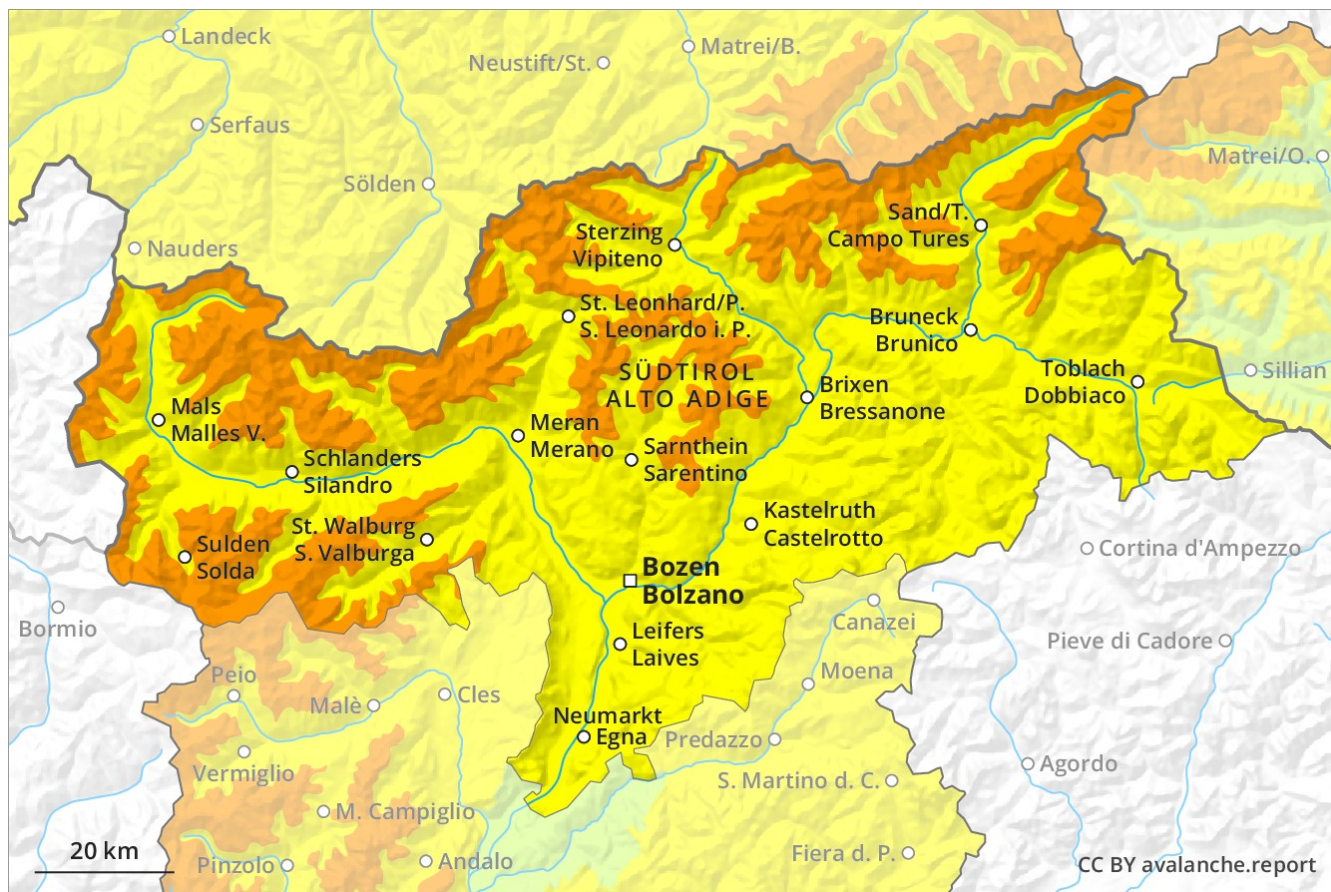 Landeck
Matrei/B.
Neustift/St.
Serfaus
Matrei/O.
Sölden
Sand/T.
Campo Tures
Sterzing
Vipiteno
Nauders
St. Leonhard/P.
S. Leonardo i. P.
Bruneck
Brunico
SÜDTIROL
ALTO ADIGE
Toblach
Dobbiaco
Sillian
Brixen
Bressanone
Mals
Malles V.
Meran
Merano
Sarnthein
Sarentino
Schlanders
Silandro
Kastelruth
Castelrotto
St. Walburg
S. Valburga
Sulden
Solda
Cortina d'Ampezzo
Bozen
Bolzano
Bormio
Canazei
Leifers
Laives
Pieve di Cadore
Peio
Moena
Malè
Cles
Neumarkt
Egna
Predazzo
Vermiglio
Agordo
S. Martino d. C.
M. Campiglio
20 km
Pinzolo
Andalo
Fiera d. P.
CC BY avalanche.report